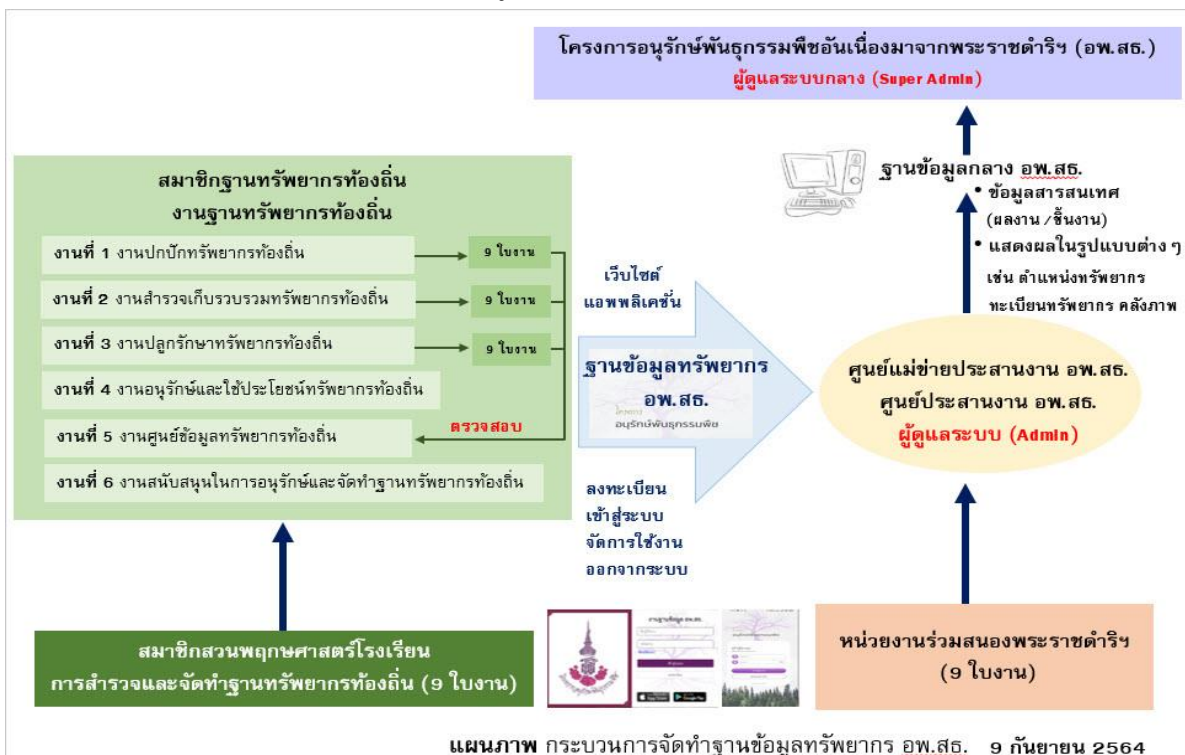 โครงการอนุรักษ์พันธุกรรมพืชอันเนื่องมาจากพระราชดำริฯ (อพ.สธ.)
ผู้ดูแลระบบกลาง (Super Admin)
ฐานข้อมูลกลาง อพ.สธ.
• ข้อมูลสารสนเทศ
(ผลงาน /ชิ้นงาน)
• แสดงผลในรูปแบบต่าง ๆ
เช่น ตำแหน่งทรัพยากร
ทะเบียนทรัพยากร คลังภาพ
สมาชิกฐานทรัพยากรท้องถิ่น
งานฐานทรัพยากรท้องถิ่น
งานที่ 1 งานปกปักทรัพยากรท้องถิ่น
9 ใบงาน
งานที่ 2 งานสำรวจเก็บรวบรวมทรัพยากรท้องถิ่น
9 ใบงาน
งานที่ 3 งานปลูกรักษาทรัพยากรท้องถิ่น
9 ใบงาน
งานที่ 4 งานอนุรักษ์และใช้ประโยชน์ทรัพยากรท้องถิ่น
งานที่ 5 งานศูนย์ข้อมูลทรัพยากรท้องถิ่น
ตรวจสอบ
งานที่ 6 งานสนับสนุนในการอนุรักษ์และจัดทำฐานทรัพยากรท้องถิ่น
เว็บไซต์
แอพพลิเคชั่น
ฐานข้อมูลทรัพยากร
อพ.สธ.
อนุรักษ์พันธุกรรมพืช
ลงทะเบียน
เข้าสู่ระบบ
จัดการใช้งาน
ออกจากระบบ
ศูนย์แม่ข่ายประสานงาน อพ.สธ.
ศูนย์ประสานงาน อพ.สธ.
ผู้ดูแลระบบ (Admin)
สมาชิกสวนพฤกษศาสตร์โรงเรียน
การสำรวจและจัดทำฐานทรัพยากรท้องถิ่น (9 ใบงาน)
งานฐานข้อมูล อพ.สธ.
หน่วยงานร่วมสนองพระราชดำริฯ
(9 ใบงาน)
แผนภาพ กระบวนการจัดทำฐานข้อมูลทรัพยากร อพ.สธ. 9 กันยายน 2564